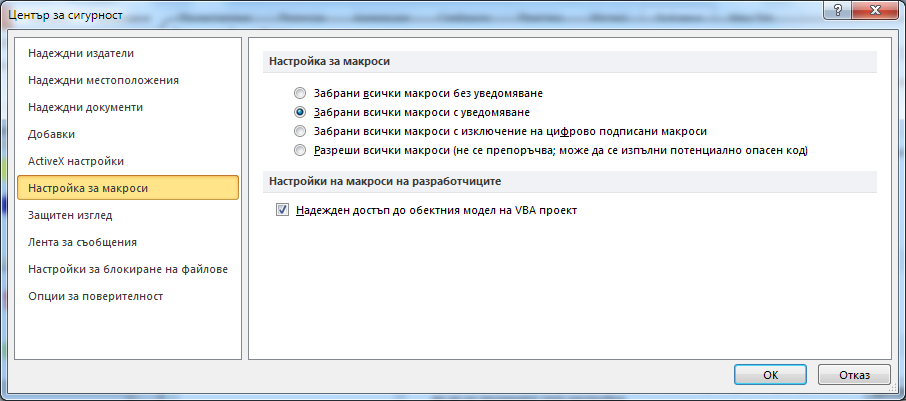 Център за сигурност
Надеждни издатели
Надеждни местоположения
Надеждни документи
Добавки
ActiveX настройки
Настройка за макроси
Защитен изглед
Лента за съобщения
Настройки за блокиране на файлове
Опции за поверителност
Настройка за макроси
Забрани всички макроси без уведомяване
Забрани всички макроси с уведомяване
Забрани всички макроси с изключение на цифрово подписани макроси
Разреши всички макроси (не се препоръчва; може да се изпълни потенциално опасен код)
Настройки на макроси на разработчиците
Надежден достъп до обектния модел на VBA проект
OK
Отказ